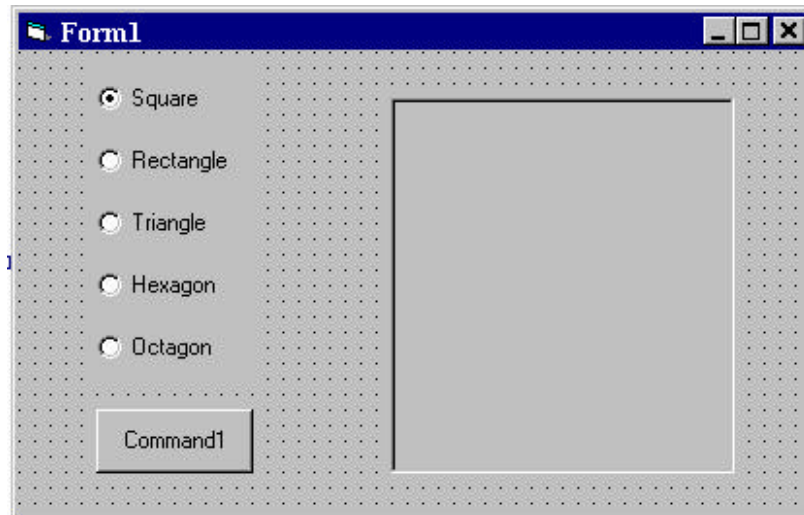 Form1
Square
Rectangle
Triangle
Hexagon
Octagon
Command1